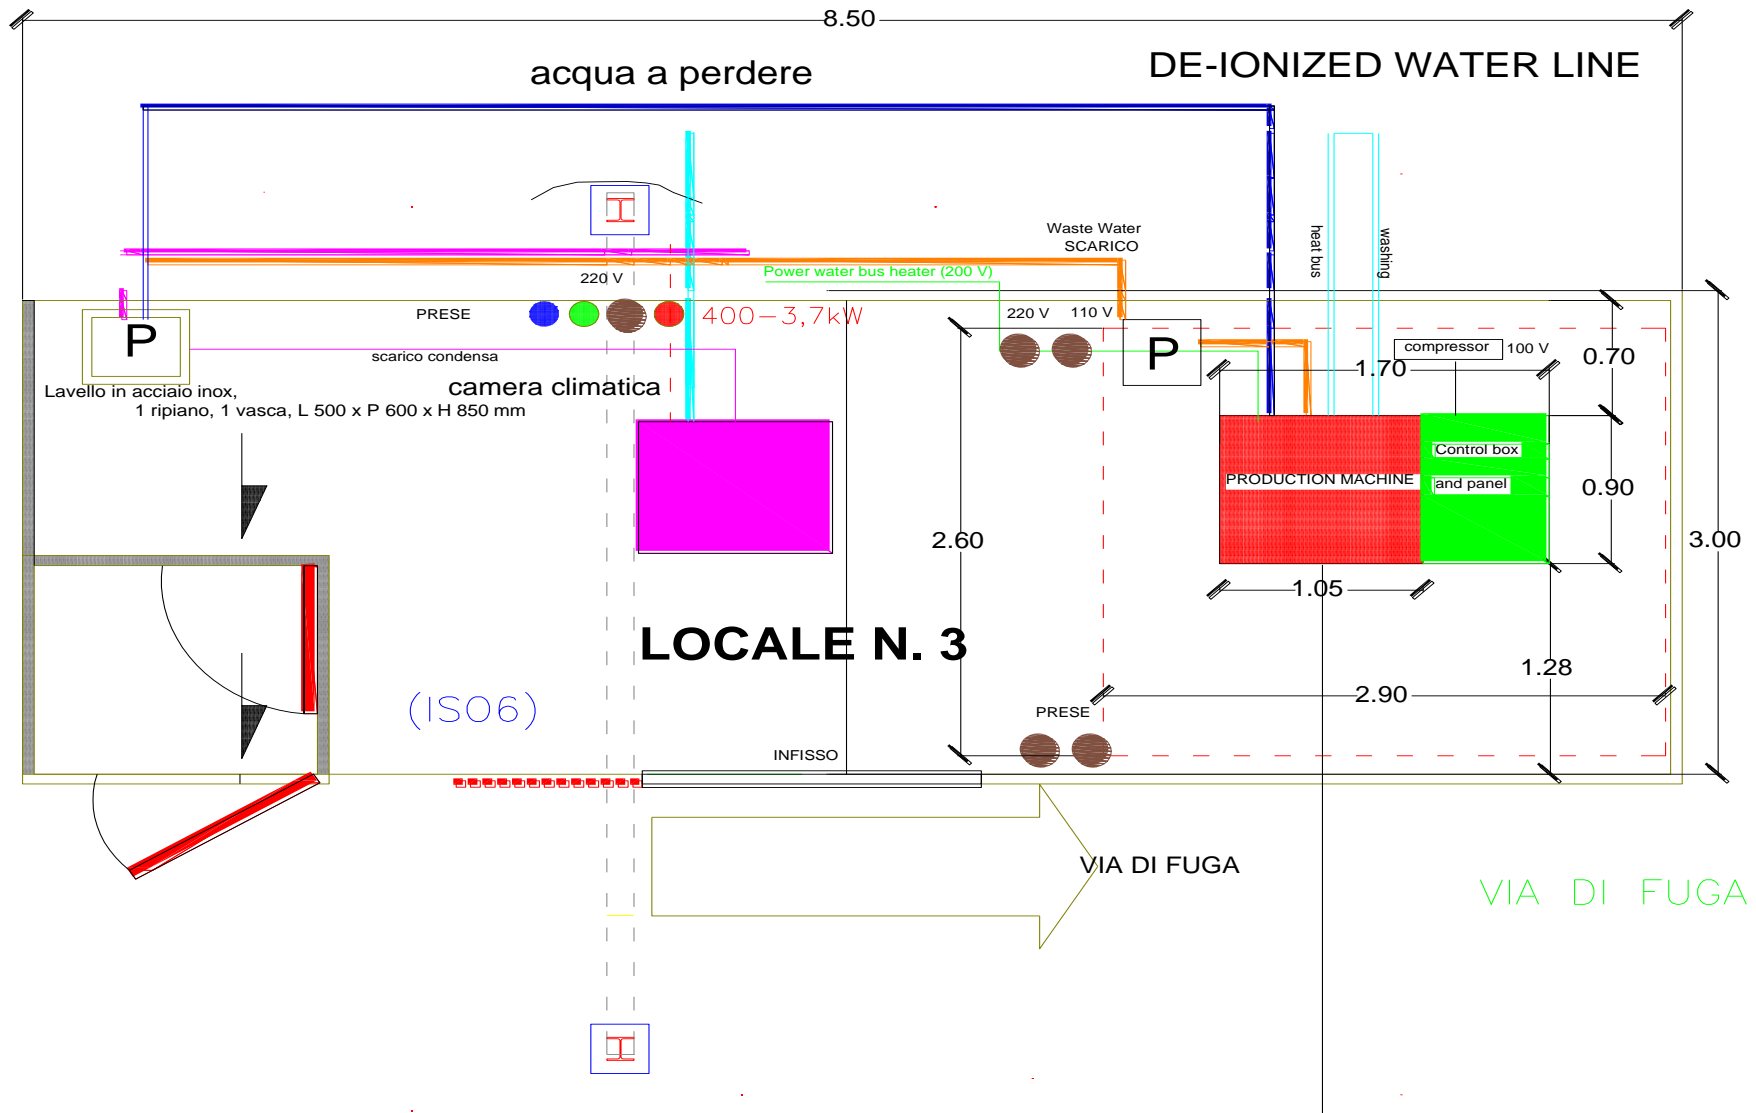 8.50
acqua a perdere
DE-IONIZED WATER LINE
Waste Water
SCARICO
heat bus
washing
220 V
Power water bus heater (200 V)
PRESE
400-3,7kW
220 V
110 V
P
P
scarico condensa
compressor
100 V
0.70
1.70
camera climatica
Lavello in acciaio inox,
1 ripiano, 1 vasca, L 500 x P 600 x H 850 mm
Control box
PRODUCTION MACHINE
and panel
0.90
2.60
3.00
1.05
LOCALE N. 3
1.28
2.90
(ISO6)
PRESE
INFISSO
VIA DI FUGA
VIA DI FUGA